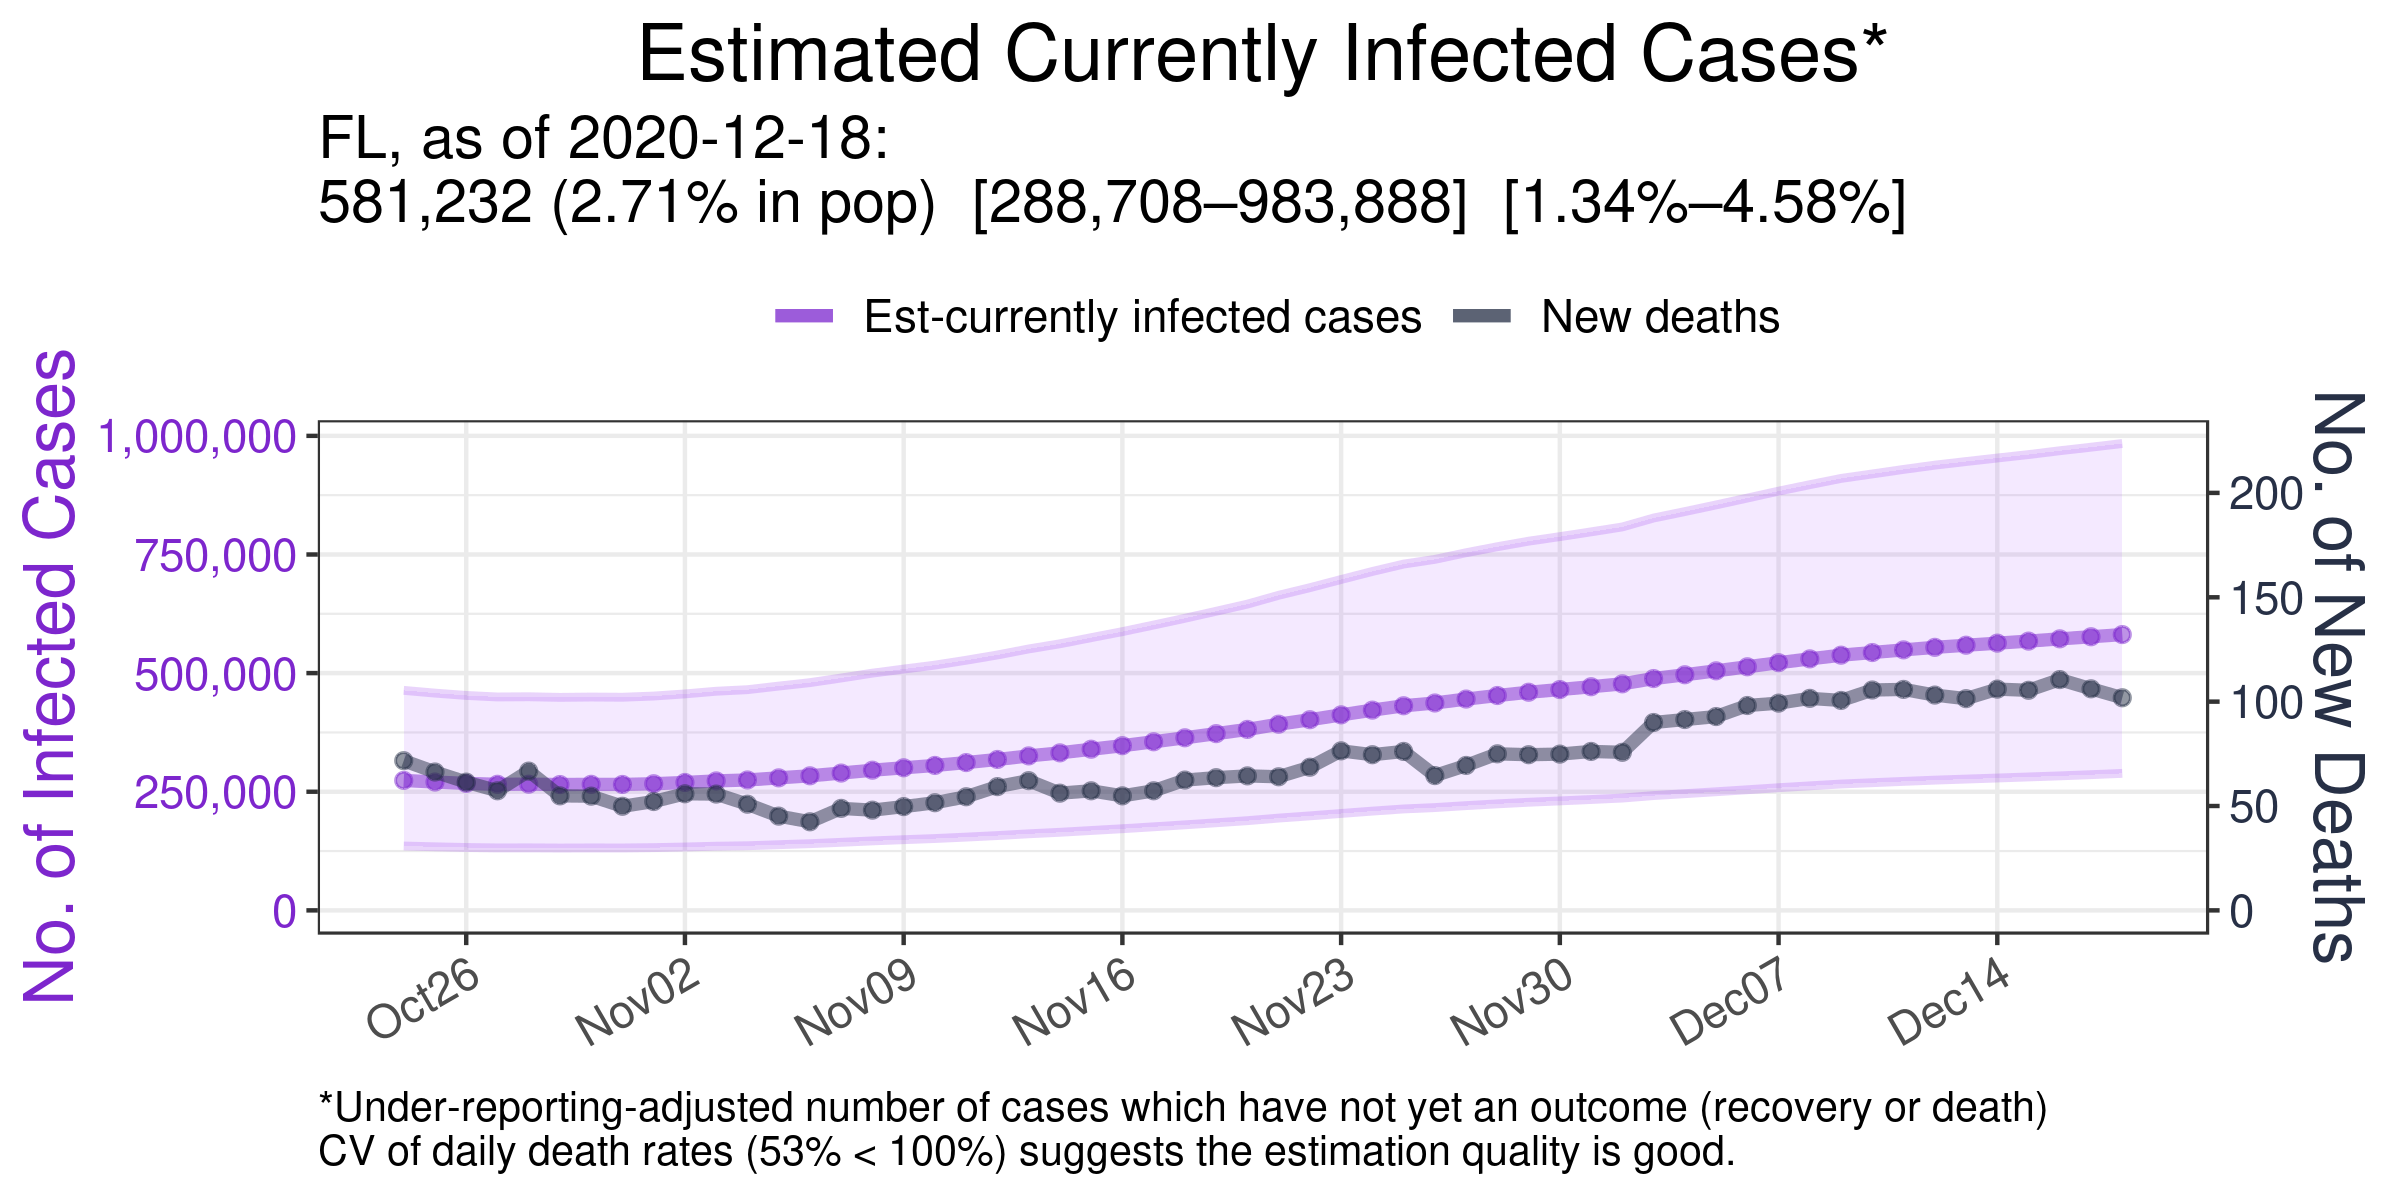 Estimated Currently Infected Cases*
FL, as of 2020-12-18:
581,232 (2.71% in pop)  [288,708–983,888]  [1.34%–4.58%]
Est-currently infected cases
New deaths
No. of Infected Cases
1,000,000
750,000
500,000
250,000
0
No. of New Deaths
200
150
100
50
0
Oct26
Nov02
Nov09
Nov16
Nov23
Nov30
Dec07
Dec14
*Under-reporting-adjusted number of cases which have not yet an outcome (recovery or death)
CV of daily death rates (53% < 100%) suggests the estimation quality is good.